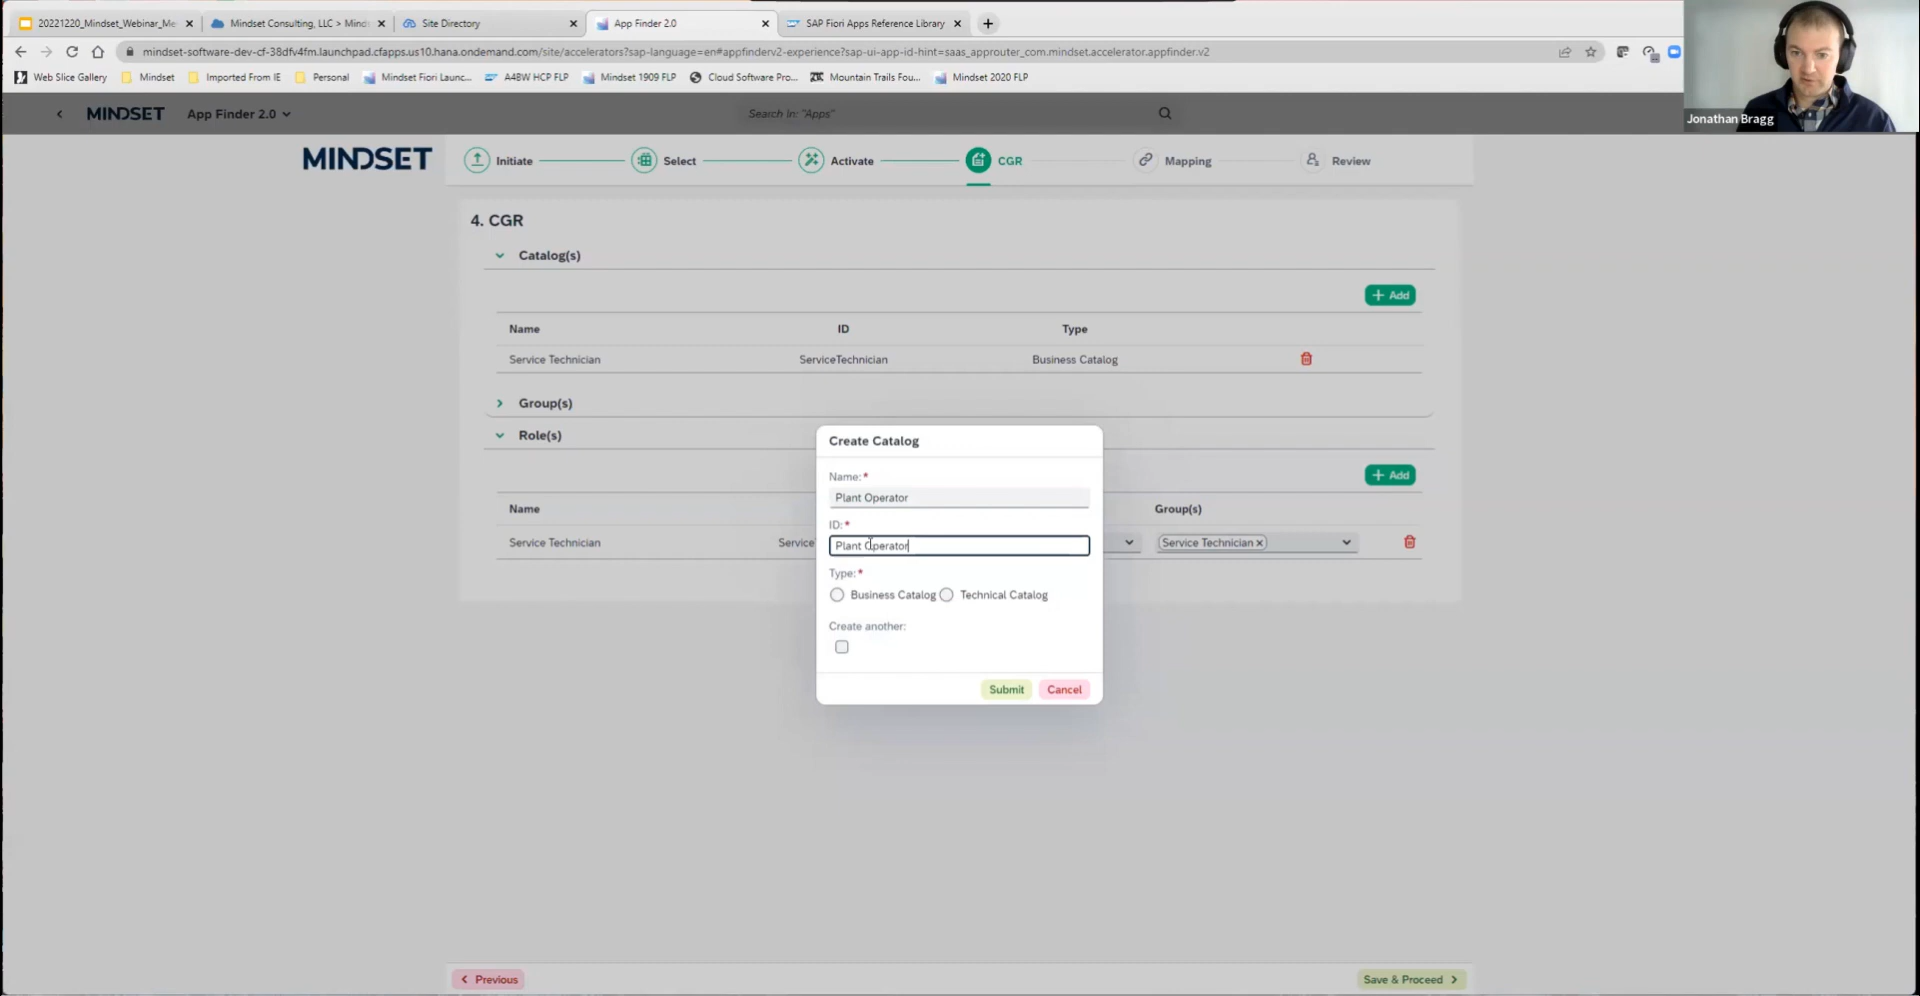 20221220_Mindset_Webinar_Me
Mindset Consulting, LLC > Mind
Site Directory
App Finder 2.0
SAP Fiori Apps Reference Library
mindset-software-dev-cf-38dfv4fm.launchpad.cfapps.us10.hana.ondemand.com/site/accelerators?sap-language=en#appfinderv2-experience?sap-ui-app-id-hint=saas_approuter_com.mindset.accelerator.appfinder.v2
Web Slice Gallery
Mindset
Imported From IE
Personal
Mindset Fiori Launc...
A4BW HCP FLP
Mindset 1909 FLP
Cloud Software Pro...
Mountain Trails Fou...
Mindset 2020 FLP
Jonathan Bragg
MINDSET
App Finder 2.0
Search In: "Apps"
MINDSET
Initiate
Select
Activate
CGR
Mapping
Review
4. CGR
Catalog(s)
+ Add
Name ID Type
Service Technician ServiceTechnician Business Catalog
Group(s)
Role(s)
+ Add
Name
Group(s)
Service Technician
Service
Service Technician ×
Create Catalog
Name:*
Plant Operator
ID:*
Plant Operator
Type:*
Business Catalog
Technical Catalog
Create another:
Submit
Cancel
< Previous
Save & Proceed >